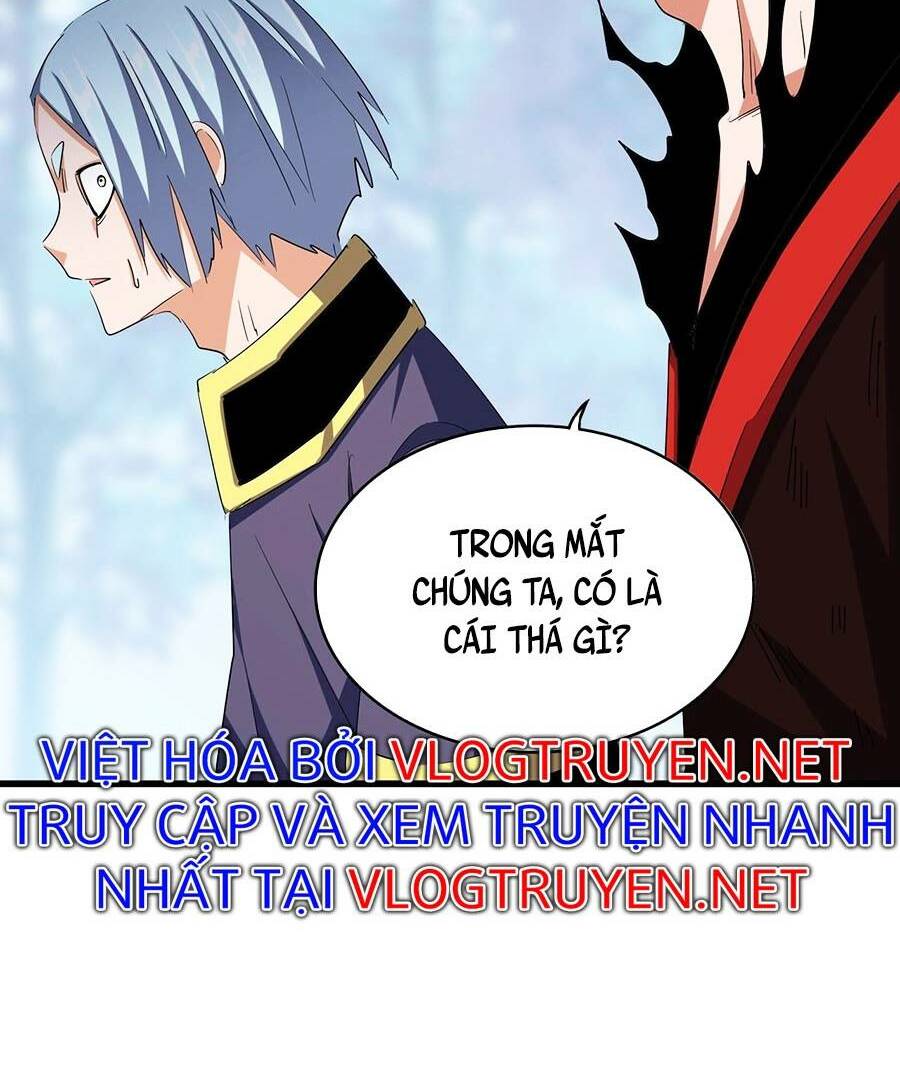 TRONG MẮT
CHÚNG TA, CÓ LÀ
CÁI THÁ GÌ?
VIỆT HÓA BỞI VLOGTRUYEN.NET
TRUY CẬP VÀ XEM TRUYỆN NHANH
NHẤT TẠI VLOGTRUYEN.NET